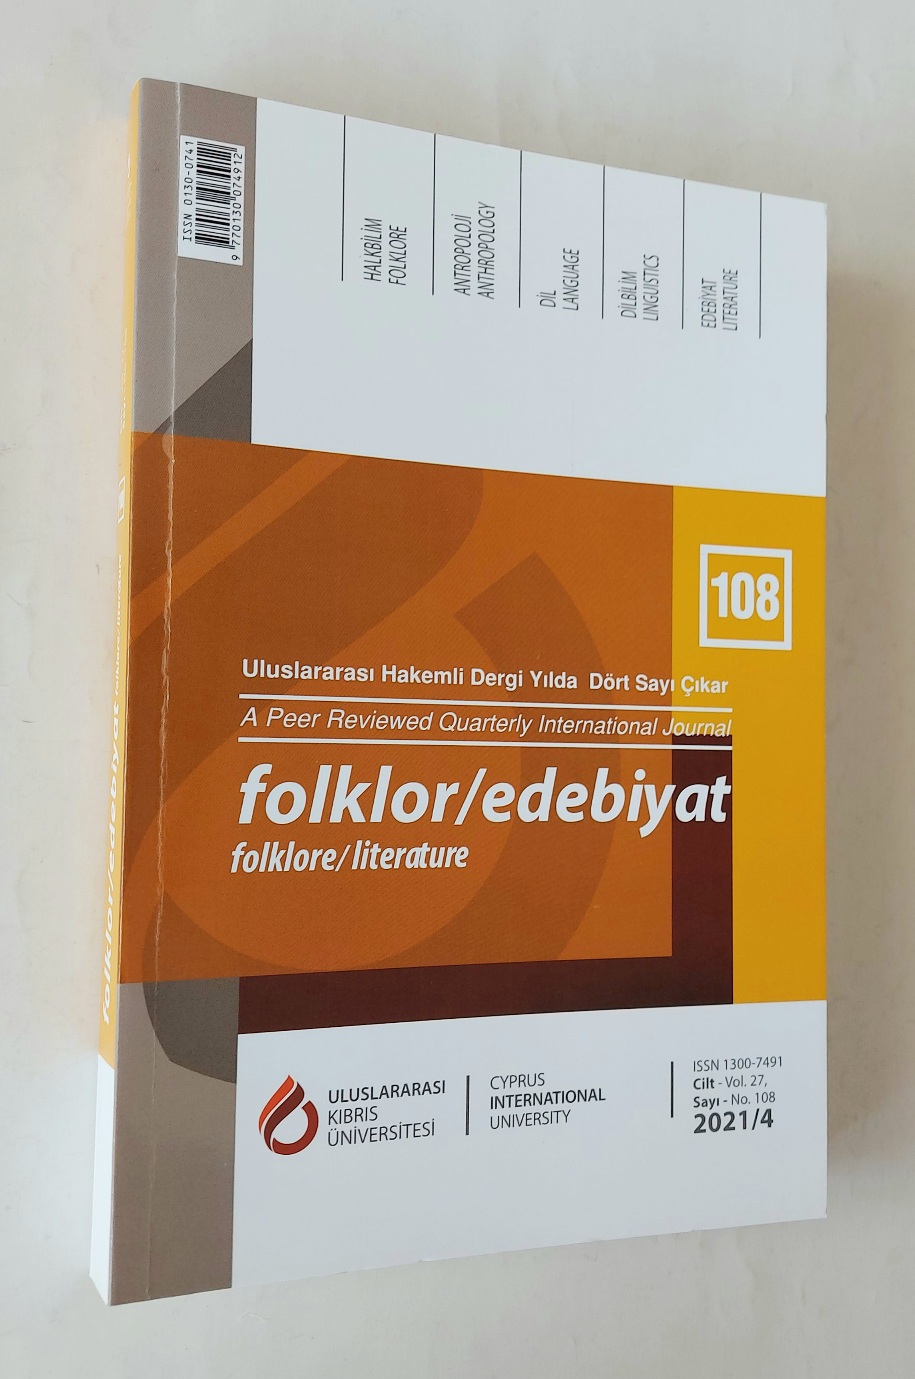 ISSN 0130-0741
9 770130 074912
HALKBİLİM
FOLKLORE
ANTROPOLOJİ
ANTHROPOLOGY
DİL
LANGUAGE
DİLBİLİM
LINGUISTICS
EDEBİYAT
LITERATURE
108
Uluslararası Hakemli Dergi Yılda Dört Sayı Çıkar
A Peer Reviewed Quarterly International Journal
folklor/edebiyat
folklore/literature
ULUSLARARASI
KIBRIS
ÜNİVERSİTESİ
CYPRUS
INTERNATIONAL
UNIVERSITY
ISSN 1300-7491
Cilt - Vol. 27,
Sayı - No. 108
2021/4
folklor/edebiyat folklore/literature